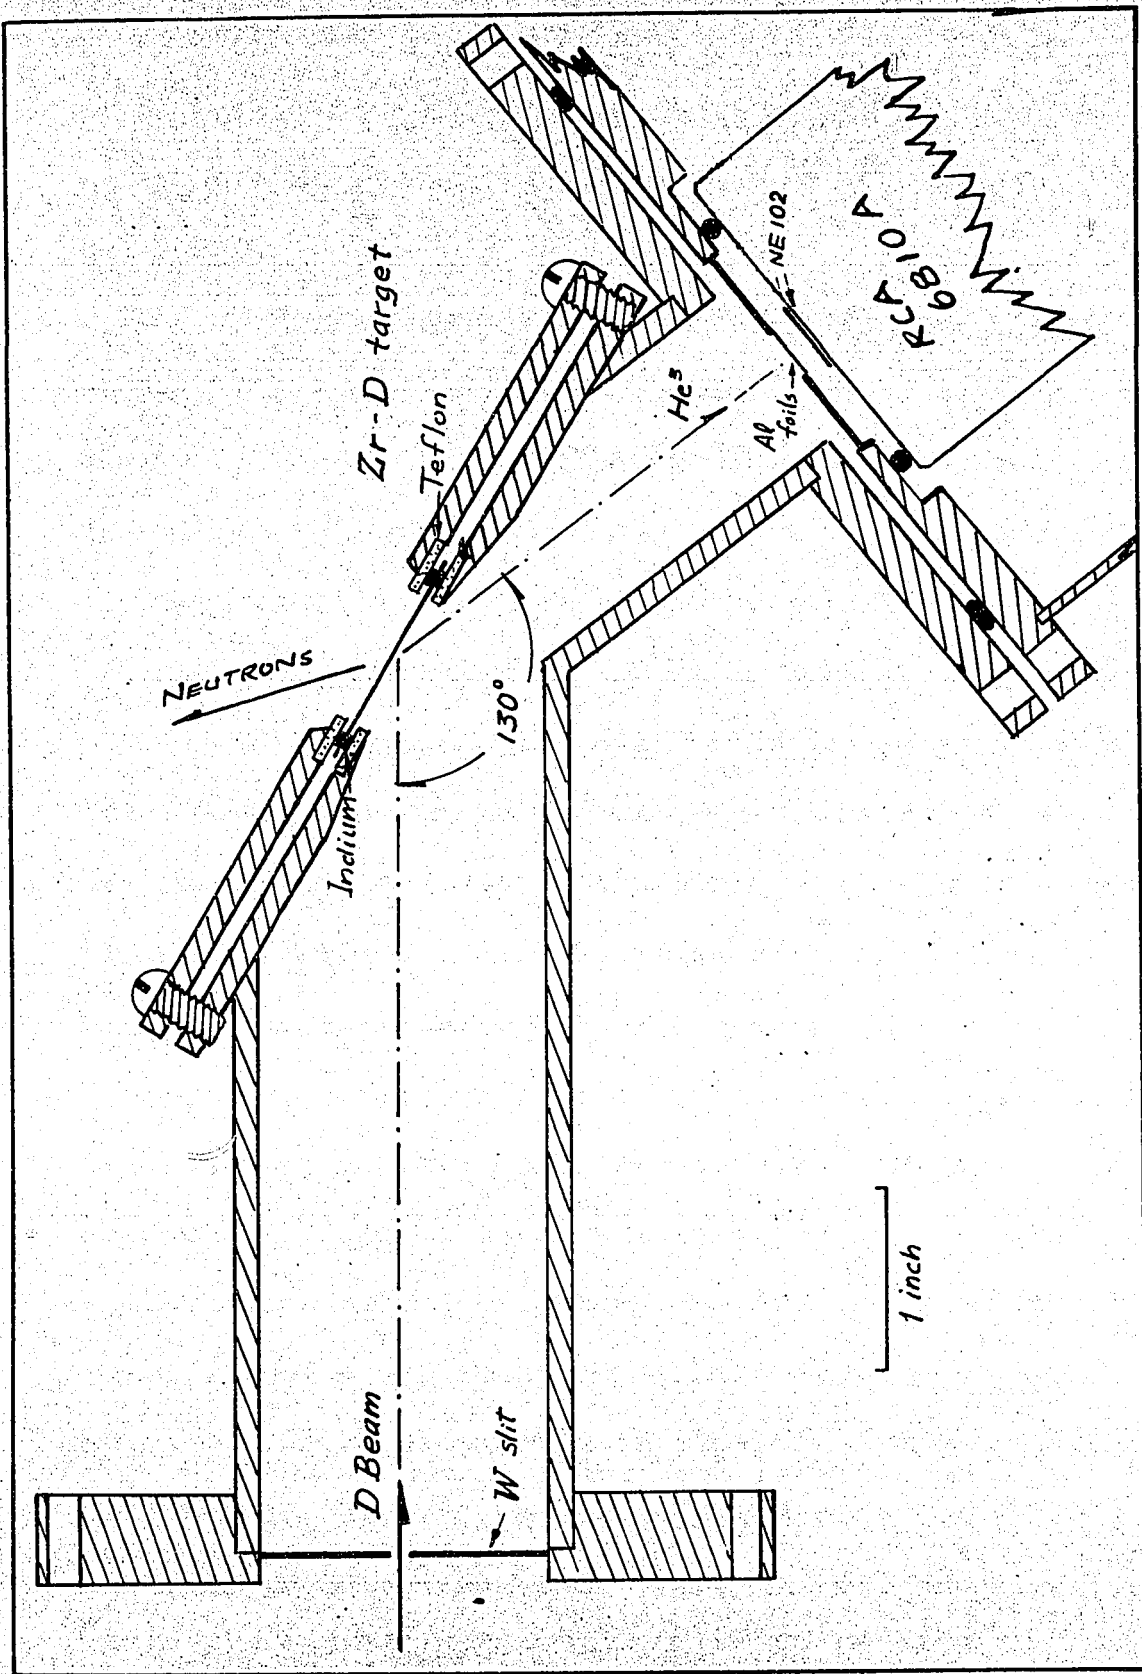 Zr-D target
Teflon
NEUTRONS
Indium
130°
He³
Al
foils
NE 102
RCA
6810 A
D Beam
W slit
1 inch